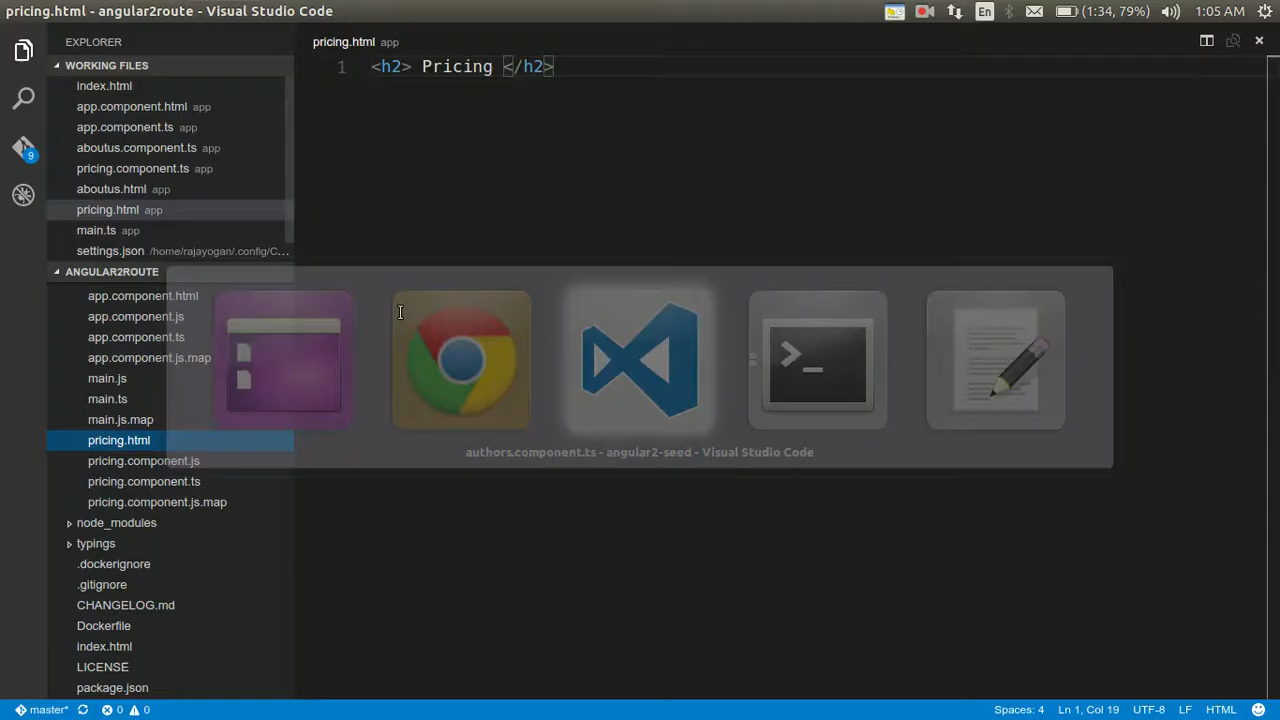 pricing.html - angular2route - Visual Studio Code
En
(1:34, 79%)
1:05 AM
EXPLORER
WORKING FILES
index.html
app.component.html app
app.component.ts app
aboutus.component.ts app
pricing.component.ts app
aboutus.html app
pricing.html app
main.ts app
settings.json /home/rajayogan/.config/C...
9
ANGULAR2ROUTE
app.component.html
app.component.js
app.component.ts
app.component.js.map
main.js
main.ts
main.js.map
pricing.html
pricing.component.js
pricing.component.ts
pricing.component.js.map
node_modules
typings
.dockerignore
.gitignore
CHANGELOG.md
Dockerfile
index.html
LICENSE
package.json
pricing.html app
1 <h2> Pricing </h2>
>_
authors.component.ts - angular2-seed - Visual Studio Code
master* 0 0
Spaces: 4 Ln 1, Col 19 UTF-8 LF HTML